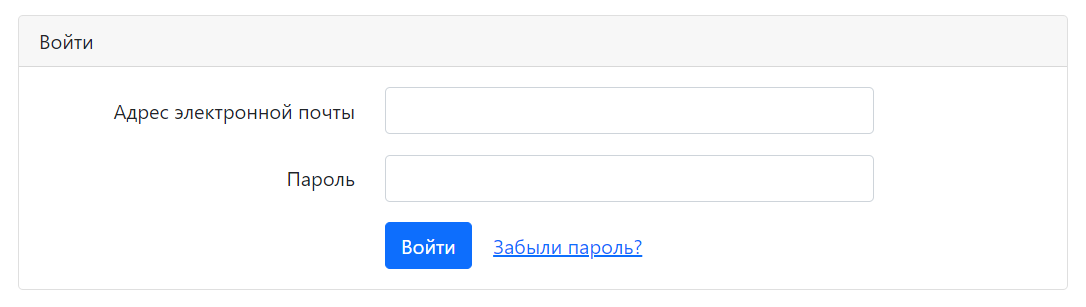 Войти
Адрес электронной почты
Пароль
Войти Забыли пароль?